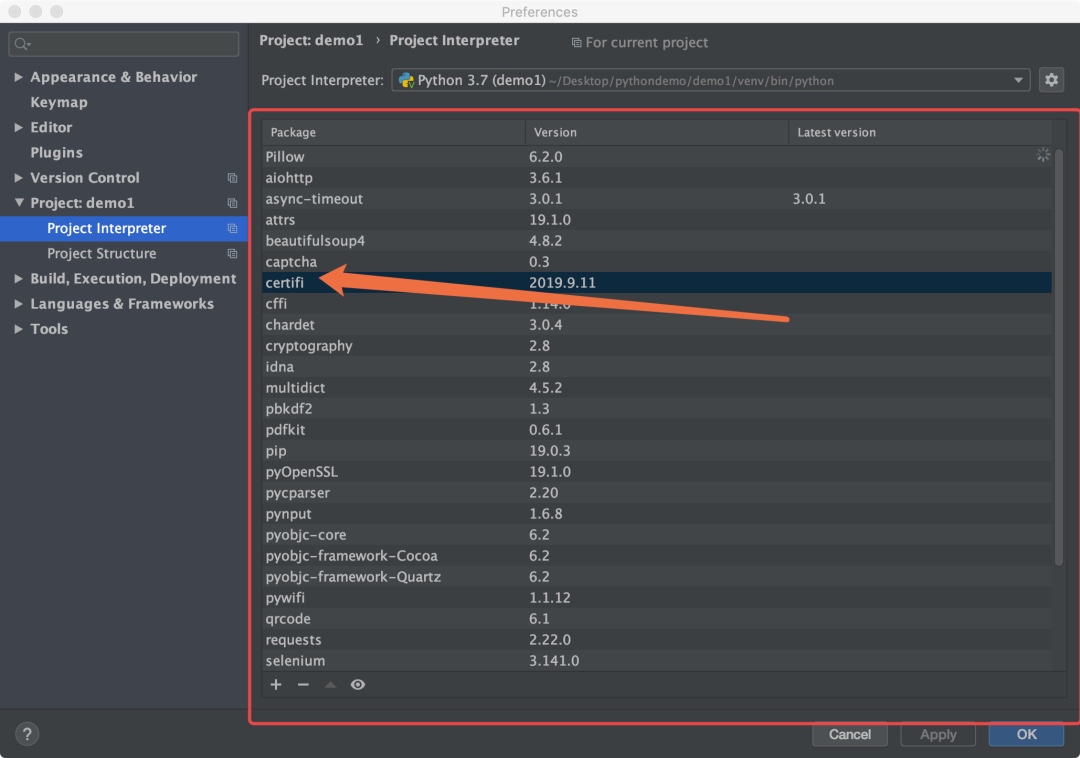 Preferences
Project: demo1 › Project Interpreter For current project
Appearance & Behavior
Keymap
Editor
Plugins
Version Control
Project: demo1
Project Interpreter
Project Structure
Build, Execution, Deployment
Languages & Frameworks
Tools
Project Interpreter: Python 3.7 (demo1) ~/Desktop/pythondemo/demo1/venv/bin/python
Package Version Latest version
Pillow 6.2.0
aiohttp 3.6.1
async-timeout 3.0.1 3.0.1
attrs 19.1.0
beautifulsoup4 4.8.2
captcha 0.3
certifi 2019.9.11
cffi 1.14.0
chardet 3.0.4
cryptography 2.8
idna 2.8
multidict 4.5.2
pbkdf2 1.3
pdfkit 0.6.1
pip 19.0.3
pyOpenSSL 19.1.0
pycparser 2.20
pynput 1.6.8
pyobjc-core 6.2
pyobjc-framework-Cocoa 6.2
pyobjc-framework-Quartz 6.2
pywifi 1.1.12
qrcode 6.1
requests 2.22.0
selenium 3.141.0
? Cancel Apply OK